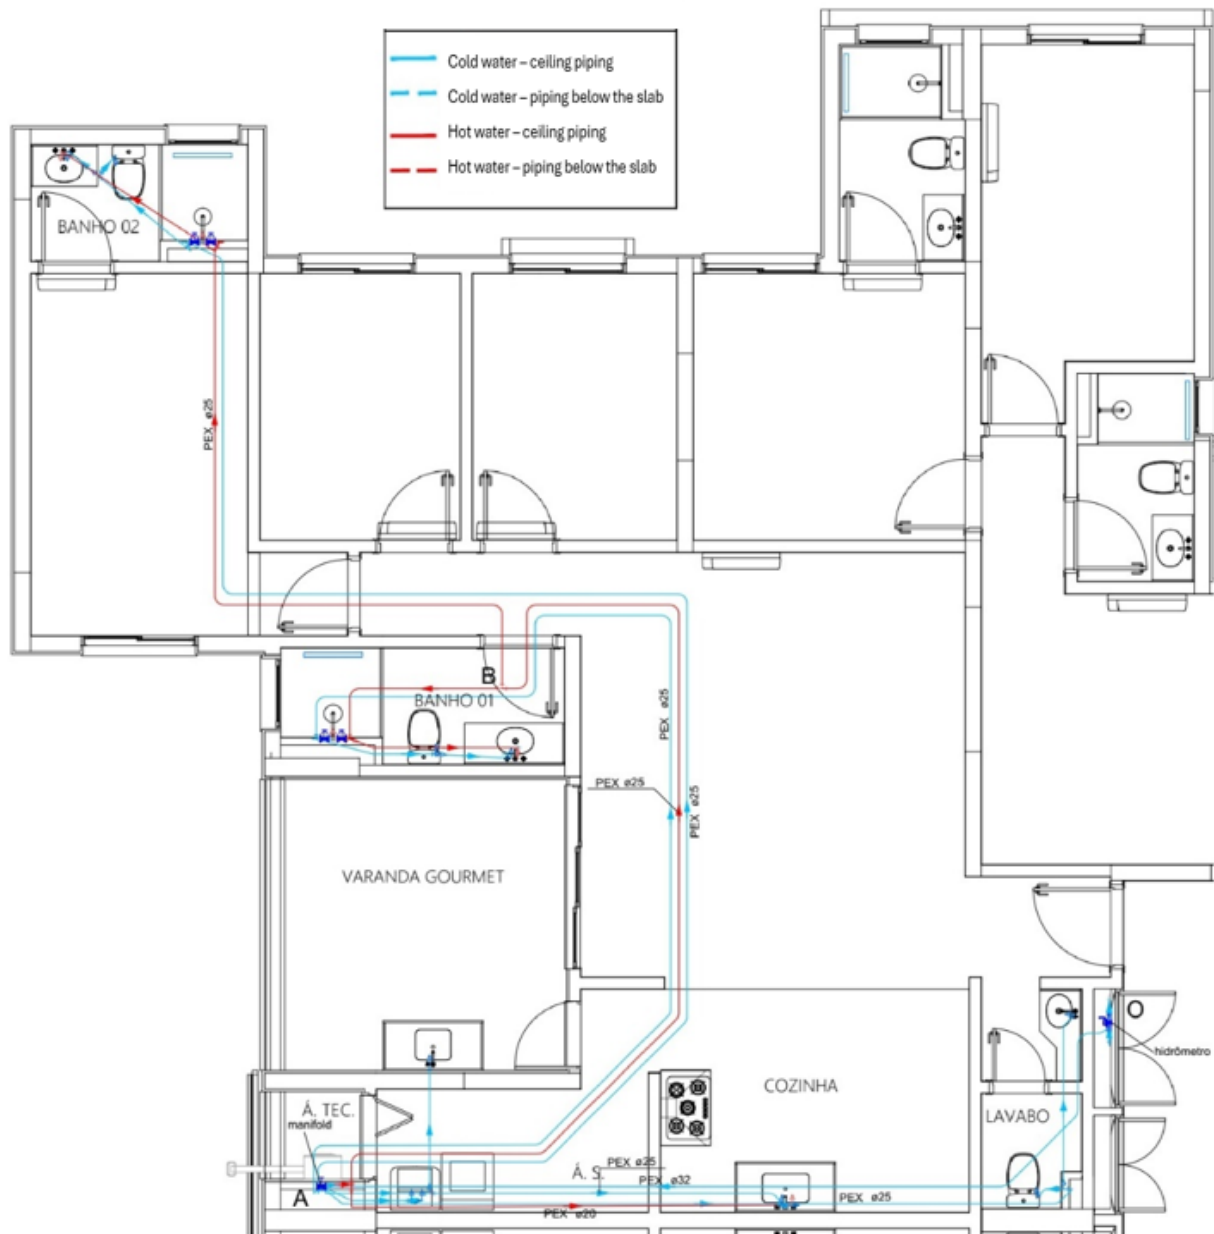 Cold water – ceiling piping
Cold water – piping below the slab
Hot water – ceiling piping
Hot water – piping below the slab
BANHO 02
PEX ø25
B
BANHO 01
PEX ø25
PEX ø25
PEX ø25
VARANDA GOURMET
hidrômetro
COZINHA
Á. TEC.
manifold
LAVABO
Á. S.
PEX ø25
PEX ø32
A
PEX ø25
PEX ø20